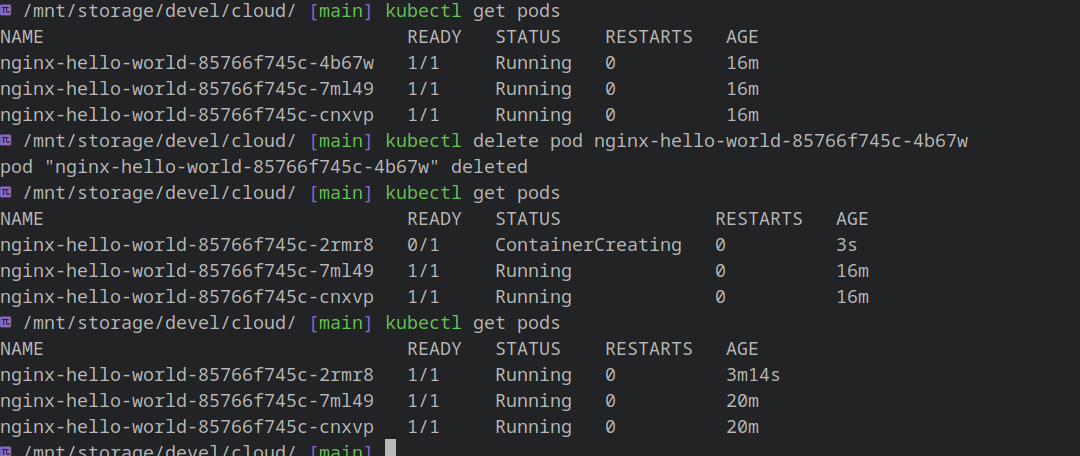 π /mnt/storage/devel/cloud/ [main] kubectl get pods
NAME READY STATUS RESTARTS AGE
nginx-hello-world-85766f745c-4b67w 1/1 Running 0 16m
nginx-hello-world-85766f745c-7ml49 1/1 Running 0 16m
nginx-hello-world-85766f745c-cnxvp 1/1 Running 0 16m
π /mnt/storage/devel/cloud/ [main] kubectl delete pod nginx-hello-world-85766f745c-4b67w
pod "nginx-hello-world-85766f745c-4b67w" deleted
π /mnt/storage/devel/cloud/ [main] kubectl get pods
NAME READY STATUS RESTARTS AGE
nginx-hello-world-85766f745c-2rmr8 0/1 ContainerCreating 0 3s
nginx-hello-world-85766f745c-7ml49 1/1 Running 0 16m
nginx-hello-world-85766f745c-cnxvp 1/1 Running 0 16m
π /mnt/storage/devel/cloud/ [main] kubectl get pods
NAME READY STATUS RESTARTS AGE
nginx-hello-world-85766f745c-2rmr8 1/1 Running 0 3m14s
nginx-hello-world-85766f745c-7ml49 1/1 Running 0 20m
nginx-hello-world-85766f745c-cnxvp 1/1 Running 0 20m
π /mnt/storage/devel/cloud/ [main]